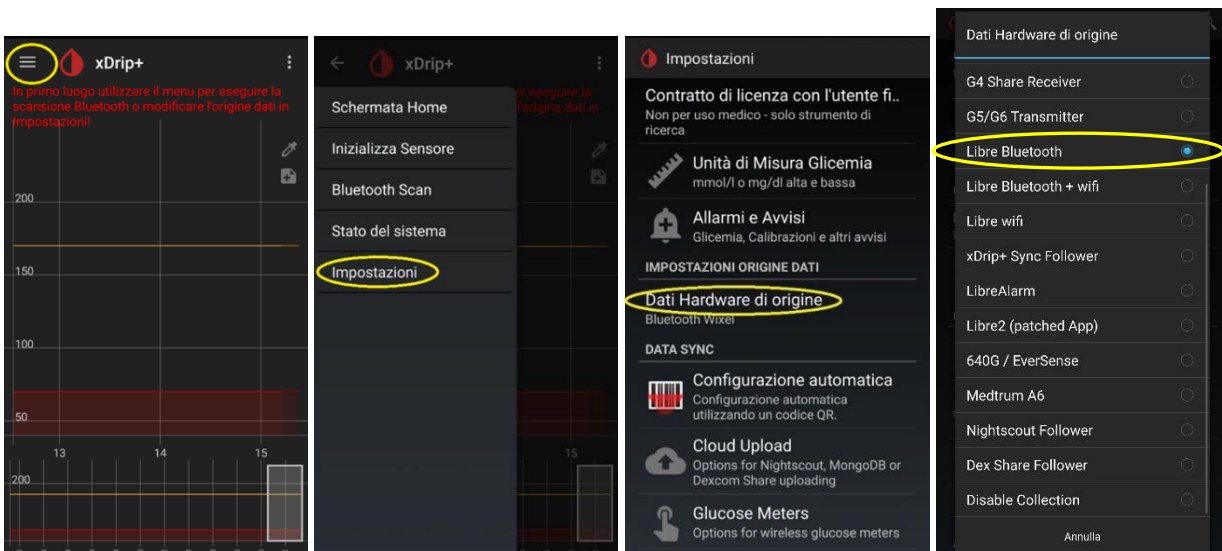 xDrip+
In primo luogo utilizzare il menu per eseguire la
scansione Bluetooth o modificare l'origine dati in
Impostazioni!
200
150
100
50
13 14 15
200
xDrip+
Schermata Home
Inizializza Sensore
Bluetooth Scan
Stato del sistema
Impostazioni
er eseguire la
l'origine dati in
15
Impostazioni
Contratto di licenza con l'utente fi..
Non per uso medico - solo strumento di
ricerca
Unità di Misura Glicemia
mmol/l o mg/dl alta e bassa
Allarmi e Avvisi
Glicemia, Calibrazioni e altri avvisi
IMPOSTAZIONI ORIGINE DATI
Dati Hardware di origine
Bluetooth Wixel
DATA SYNC
Configurazione automatica
Configurazione automatica
utilizzando un codice QR.
Cloud Upload
Options for Nightscout, MongoDB or
Dexcom Share uploading
Glucose Meters
Options for wireless glucose meters
Dati Hardware di origine
G4 Share Receiver
G5/G6 Transmitter
Libre Bluetooth
Libre Bluetooth + wifi
Libre wifi
xDrip+ Sync Follower
LibreAlarm
Libre2 (patched App)
640G / EverSense
Medtrum A6
Nightscout Follower
Dex Share Follower
Disable Collection
Annulla